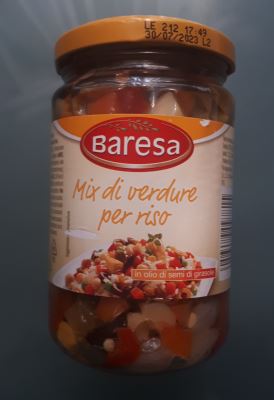 LE 212 17:49
30/07/2023 L2
Baresa
Mix di verdure
per riso
in olio di semi di girasole